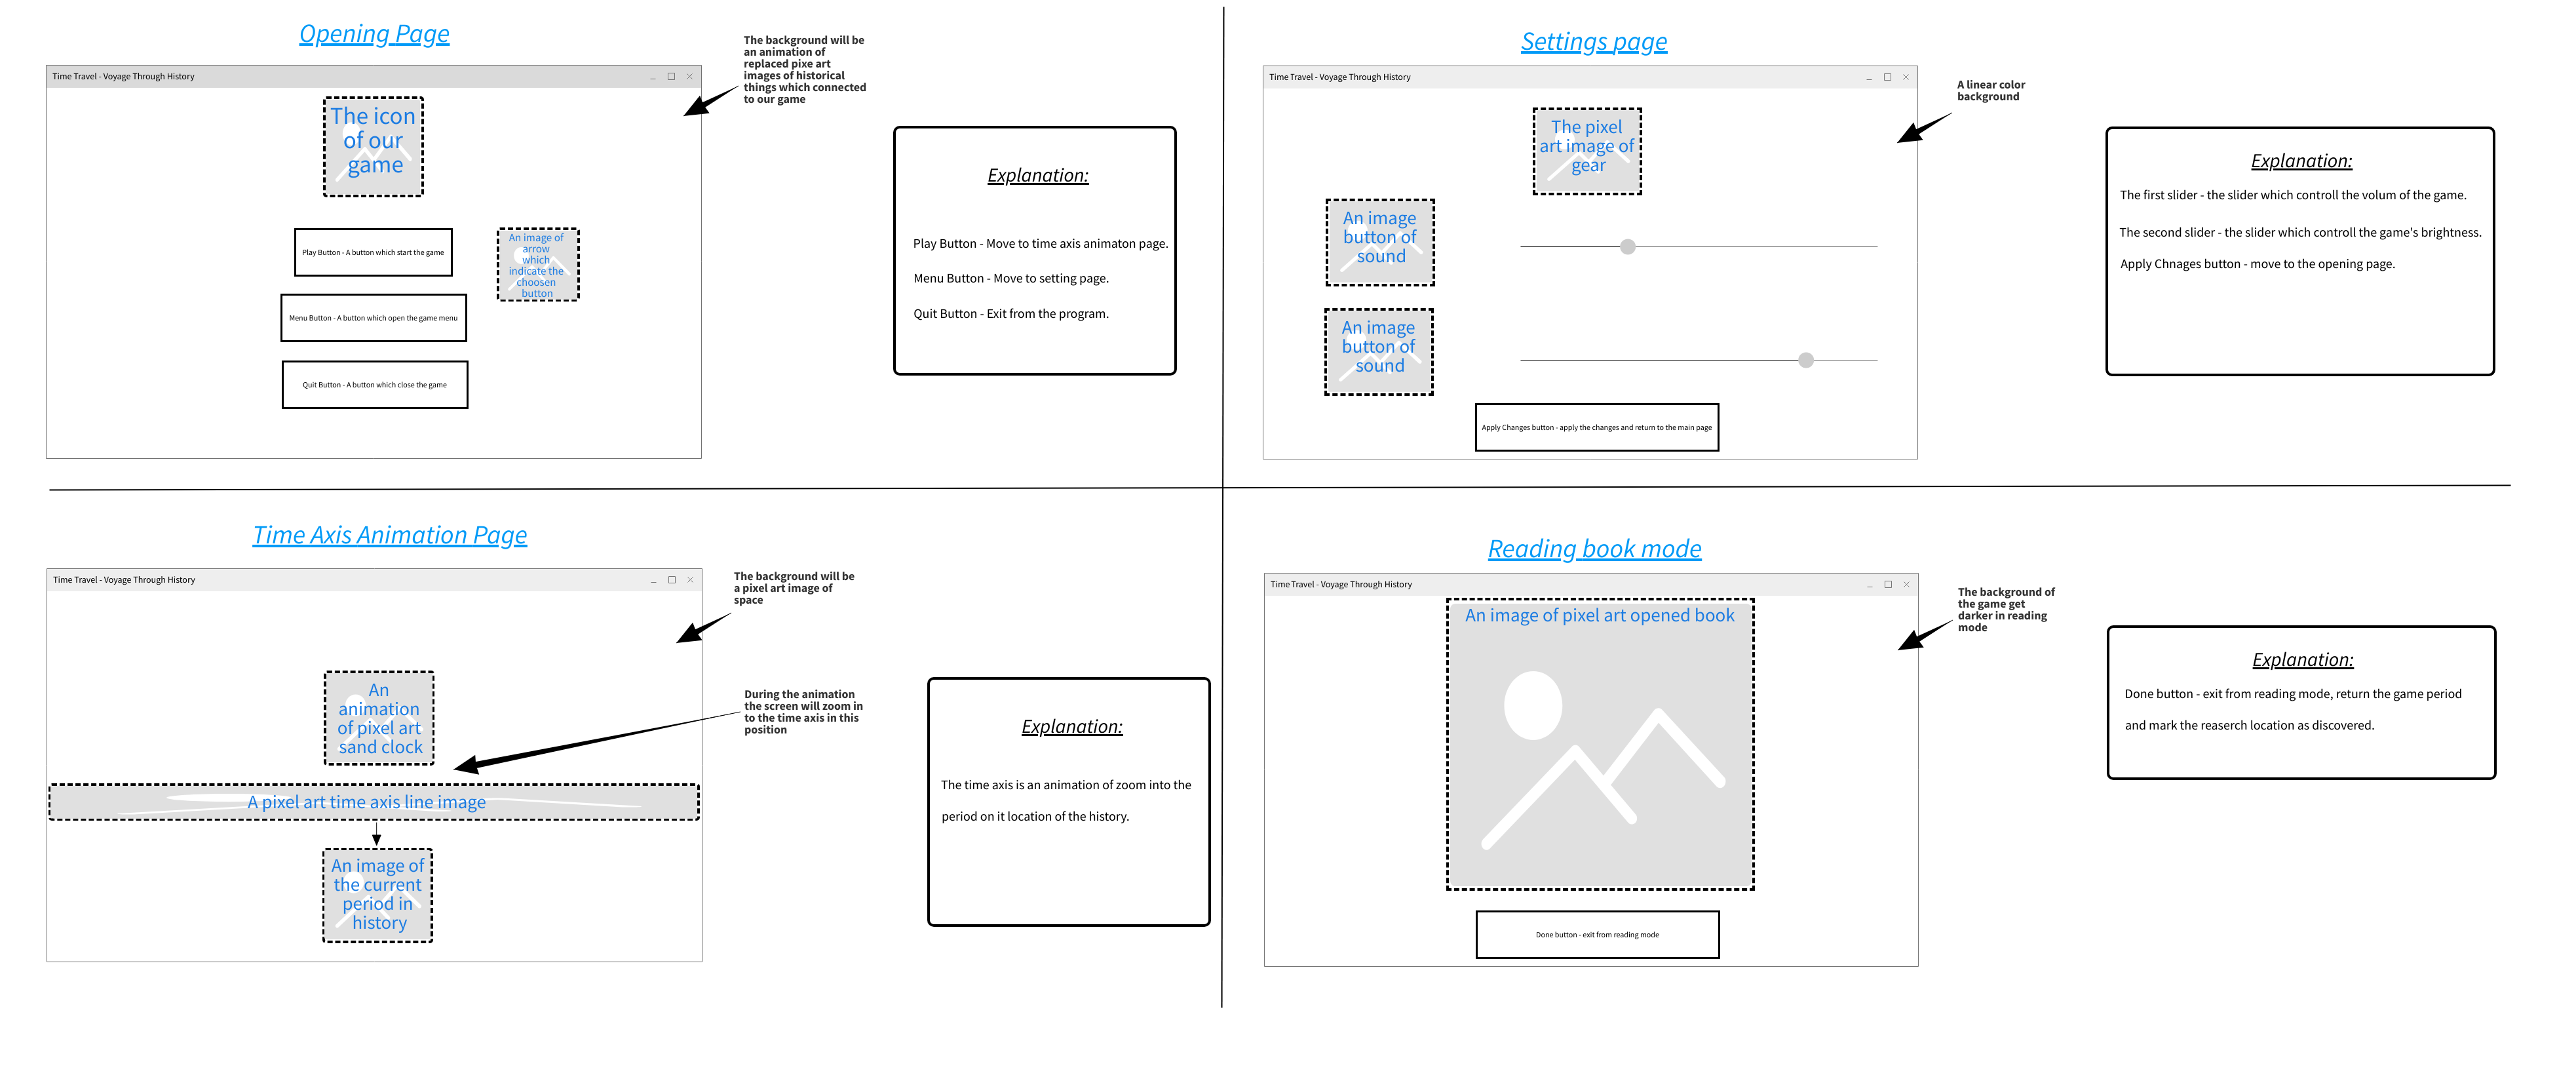 Opening Page
Time Travel - Voyage Through History
The icon
of our
game
Play Button - A button which start the game
An image of
arrow
which
indicate the
choosen
button
Menu Button - A button which open the game menu
Quit Button - A button which close the game
The background will be
an animation of
replaced pixe art
images of historical
things which connected
to our game
Explanation:
Play Button - Move to time axis animaton page.
Menu Button - Move to setting page.
Quit Button - Exit from the program.
Settings page
Time Travel - Voyage Through History
The pixel
art image of
gear
An image
button of
sound
An image
button of
sound
Apply Changes button - apply the changes and return to the main page
A linear color
background
Explanation:
The first slider - the slider which controll the volum of the game.
The second slider - the slider which controll the game's brightness.
Apply Chnages button - move to the opening page.
Time Axis Animation Page
Time Travel - Voyage Through History
An
animation
of pixel art
sand clock
A pixel art time axis line image
An image of
the current
period in
history
The background will be
a pixel art image of
space
During the animation
the screen will zoom in
to the time axis in this
position
Explanation:
The time axis is an animation of zoom into the
period on it location of the history.
Reading book mode
Time Travel - Voyage Through History
An image of pixel art opened book
Done button - exit from reading mode
The background of
the game get
darker in reading
mode
Explanation:
Done button - exit from reading mode, return the game period
and mark the reaserch location as discovered.